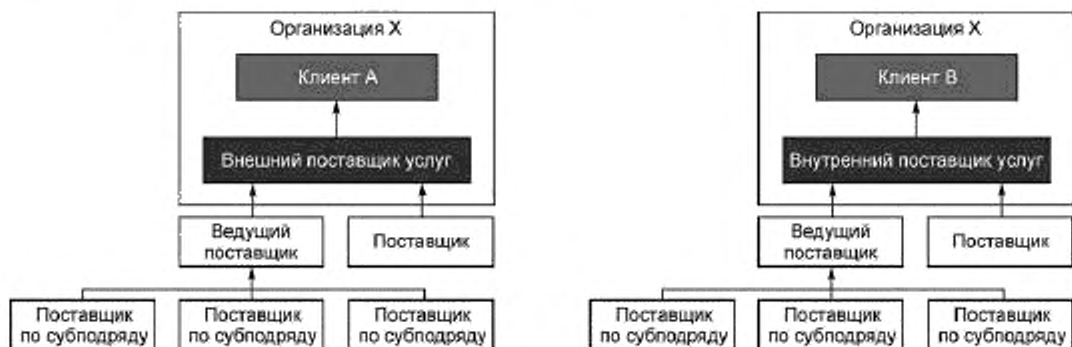 Организация X
Клиент A
Внешний поставщик услуг
Ведущий
поставщик
Поставщик
Поставщик
по субподряду
Поставщик
по субподряду
Поставщик
по субподряду
Организация X
Клиент B
Внутренний поставщик услуг
Ведущий
поставщик
Поставщик
Поставщик
по субподряду
Поставщик
по субподряду
Поставщик
по субподряду